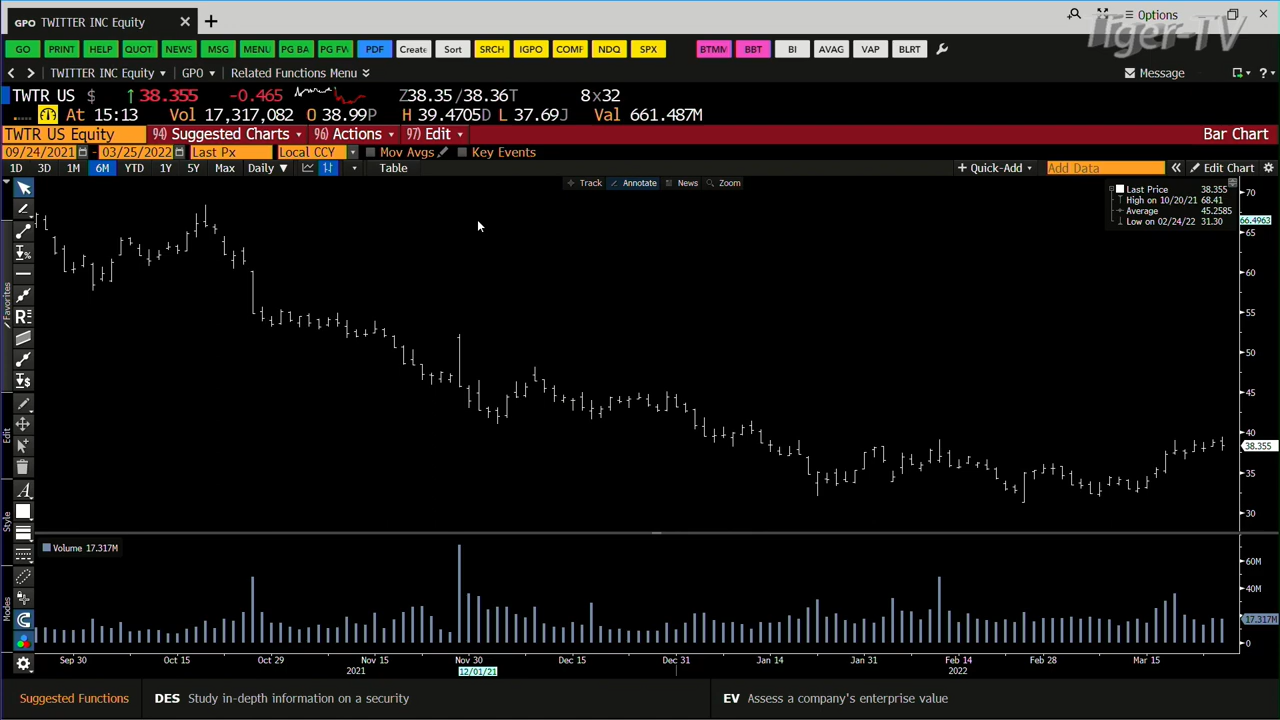 GPO TWITTER INC Equity × +
Options
Tiger-TV
GO PRINT HELP QUOT NEWS MSG MENU PG BA PG FW PDF Create Sort SRCH IGPO COMF NDQ SPX BTMM BBT BI AVAG VAP BLRT
TWITTER INC Equity GPO Related Functions Menu Message ?
TWTR US $ ↑ 38.355 -0.465 Z38.35/38.36T 8x32
At 15:13 Vol 17,317,082 O 38.99P H 39.4705D L 37.69J Val 661.487M
TWTR US Equity 94) Suggested Charts 96) Actions 97) Edit Bar Chart
09/24/2021 - 03/25/2022 Last Px Local CCY Mov Avgs Key Events
1D 3D 1M 6M YTD 1Y 5Y Max Daily Table + Quick-Add Add Data Edit Chart
Track Annotate News Zoom
Last Price 38.355
High on 10/20/21 68.41
Average 45.2585
Low on 02/24/22 31.30
70
66.4963
65
60
55
50
45
40
38.355
35
30
Favorites
Edit
Style
Modes
Volume 17.317M
60M
40M
17.317M
0
Sep 30 Oct 15 Oct 29 Nov 15 Nov 30 Dec 15 Dec 31 Jan 14 Jan 31 Feb 14 Feb 28 Mar 15
2021 12/01/21 2022
Suggested Functions DES Study in-depth information on a security EV Assess a company's enterprise value